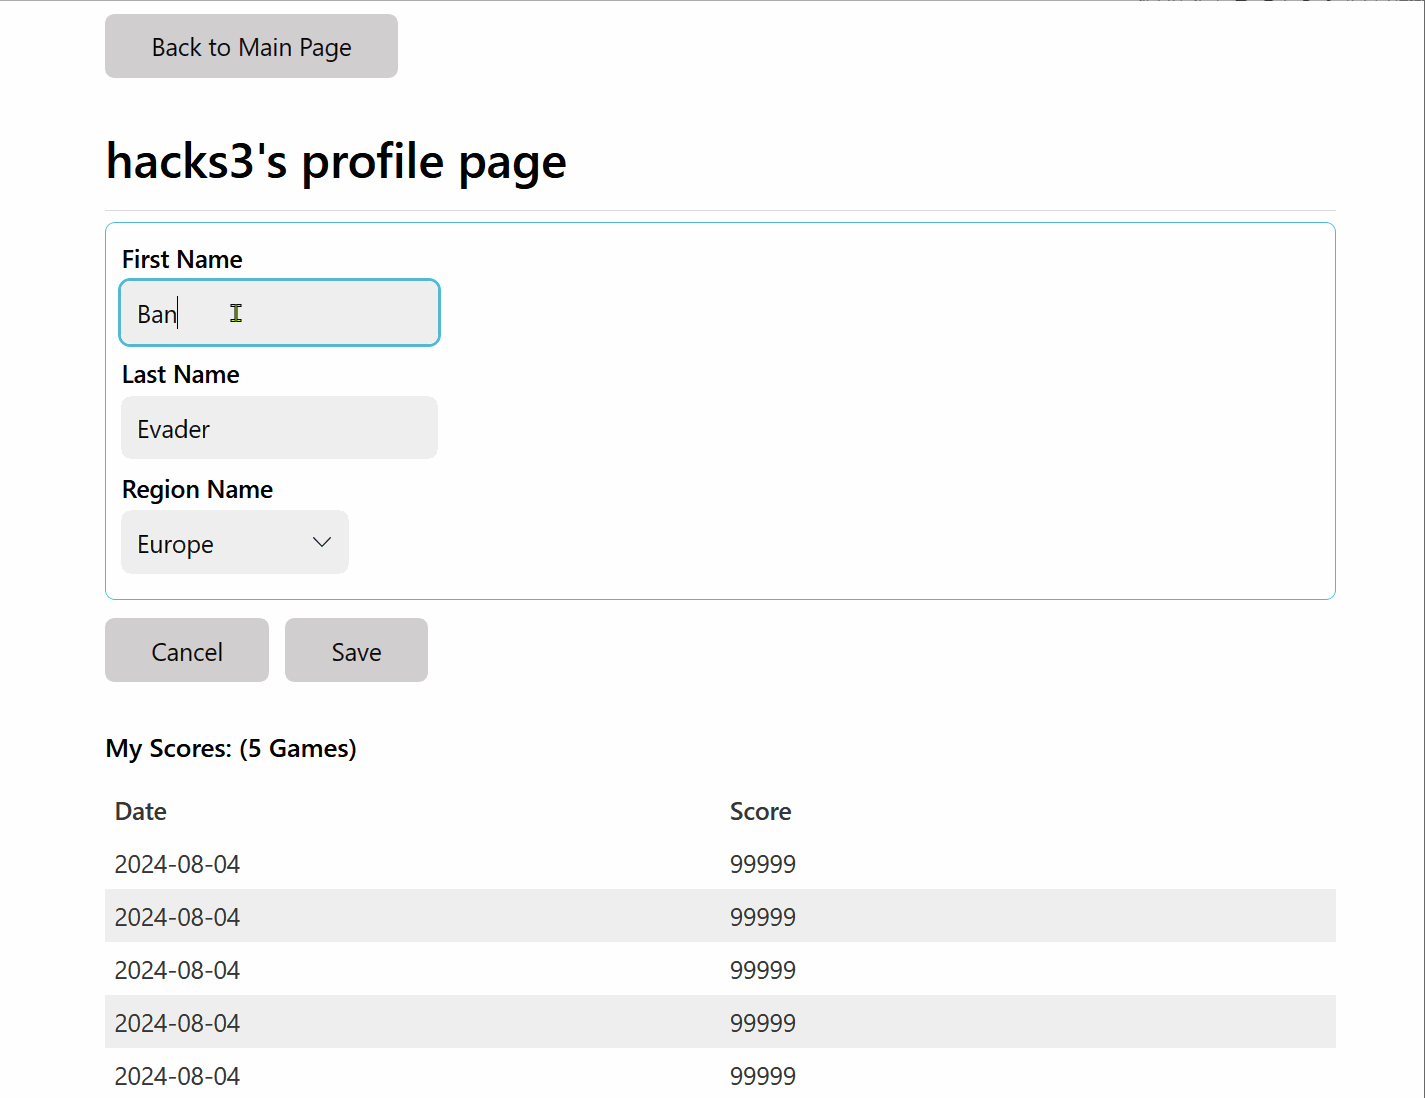 Back to Main Page
hacks3's profile page
First Name
Ban
Last Name
Evader
Region Name
Europe
Cancel Save
My Scores: (5 Games)
Date Score
2024-08-04 99999
2024-08-04 99999
2024-08-04 99999
2024-08-04 99999
2024-08-04 99999